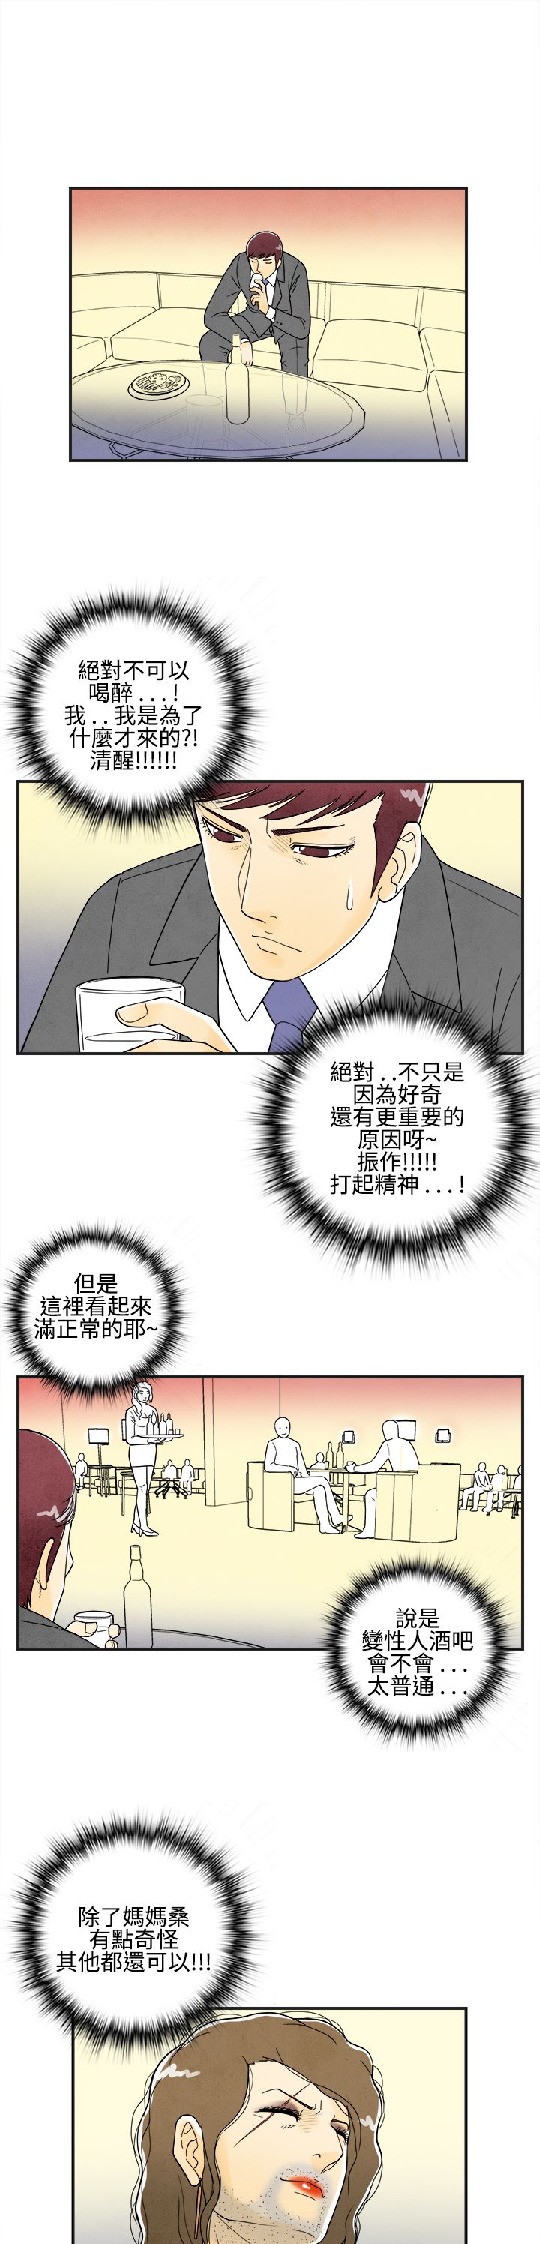 絕對不可以
喝醉...!
我..我是為了
什麼才來的?!
清醒!!!!!!
絕對..不只是
因為好奇
還有更重要的
原因呀~
振作!!!!!
打起精神...!
但是
這裡看起來
滿正常的耶~
說是
變性人酒吧
會不會...
太普通...
除了媽媽桑
有點奇怪
其他都還可以!!!